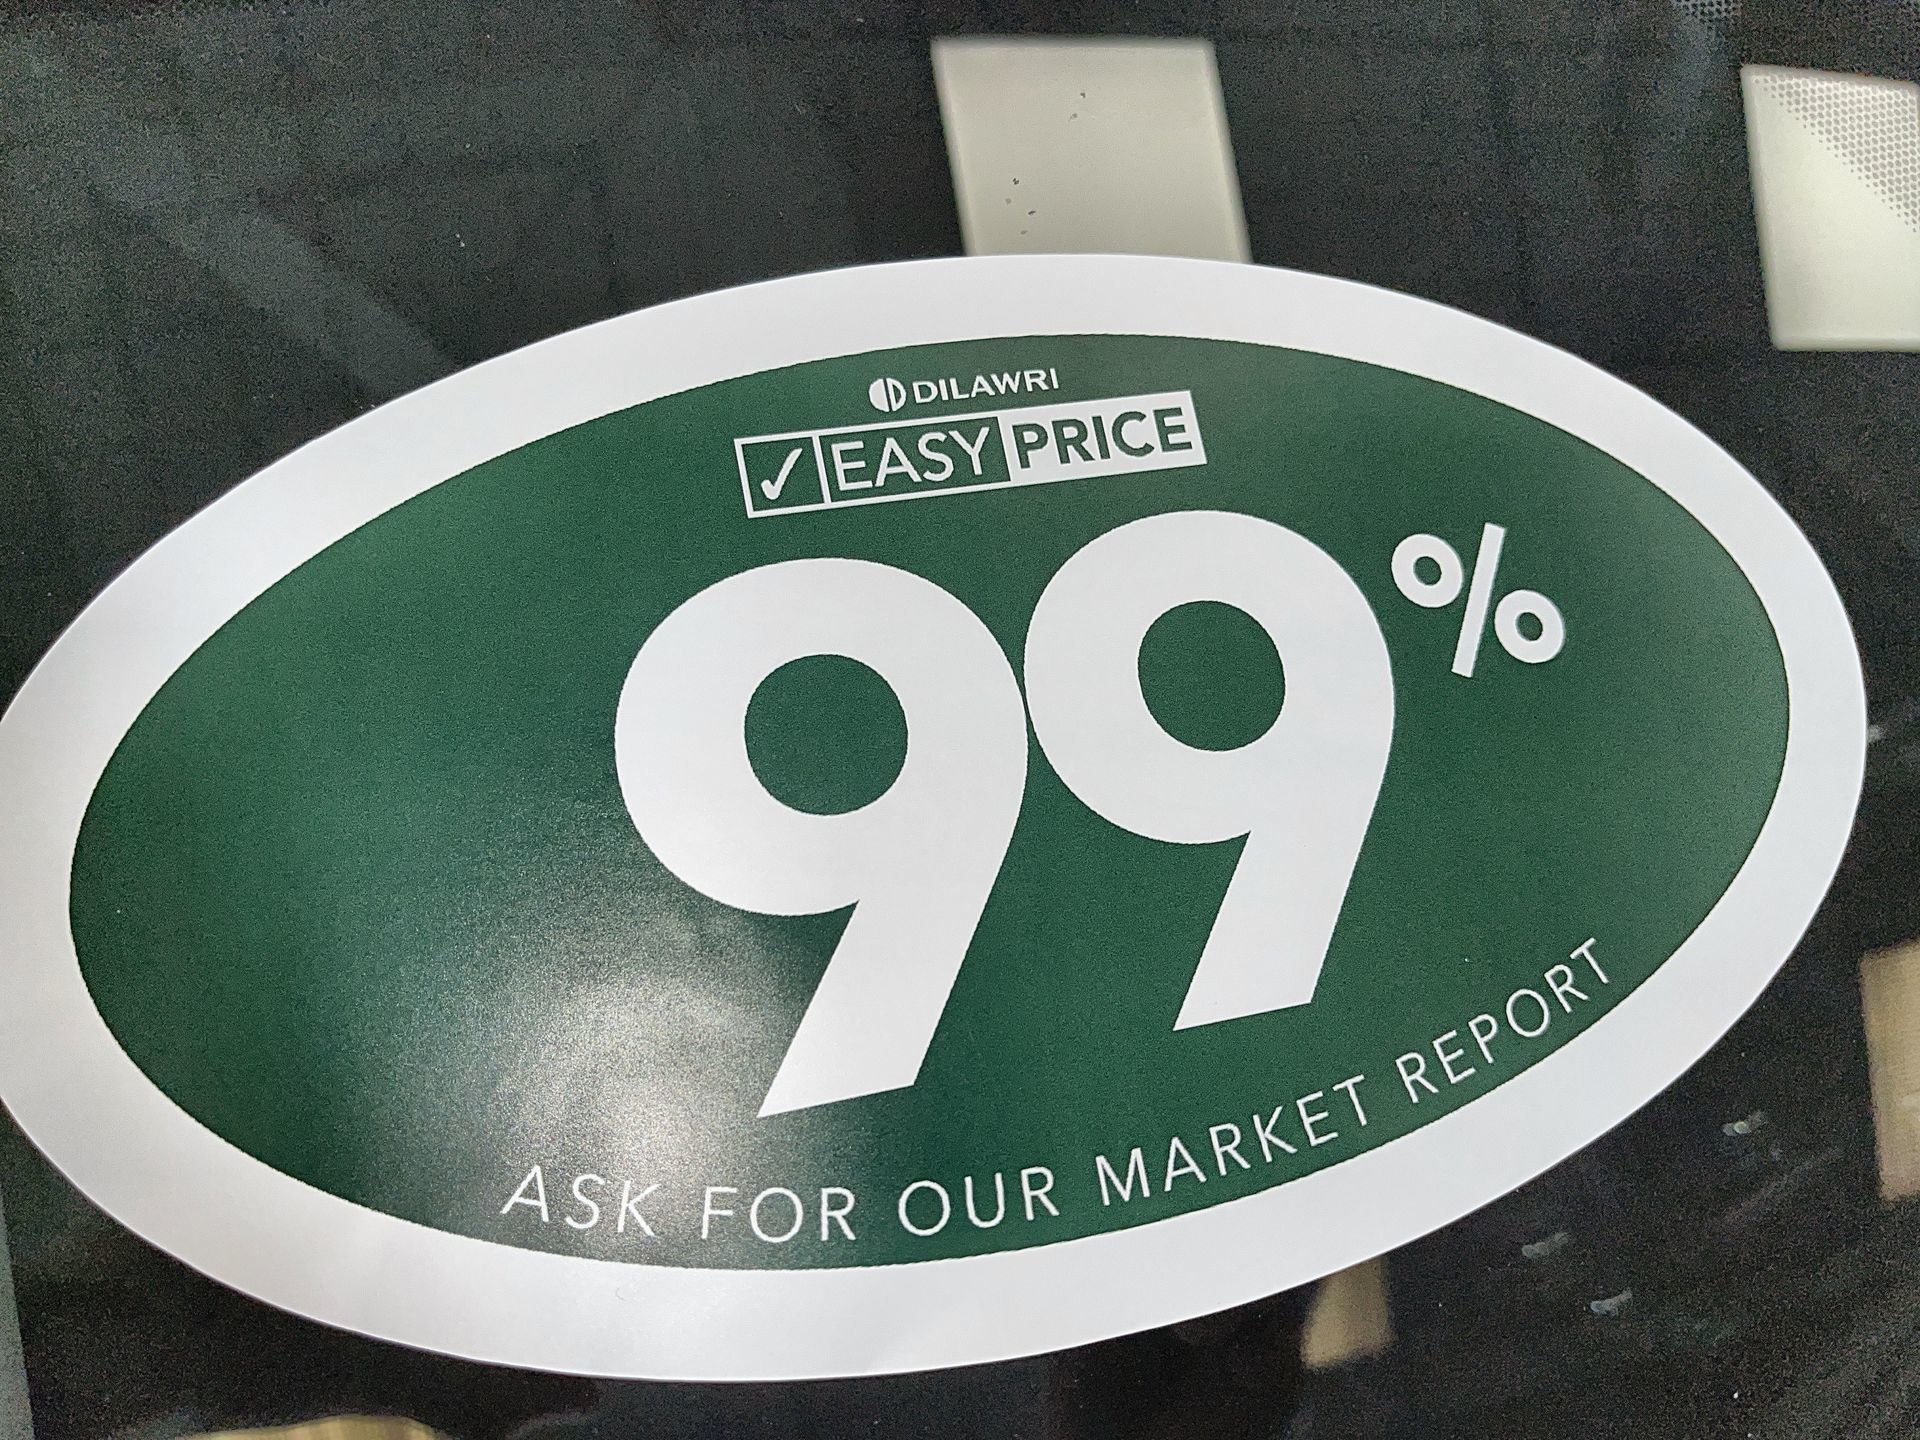 DILAWRI
✓ EASY PRICE
99%
ASK FOR OUR MARKET REPORT